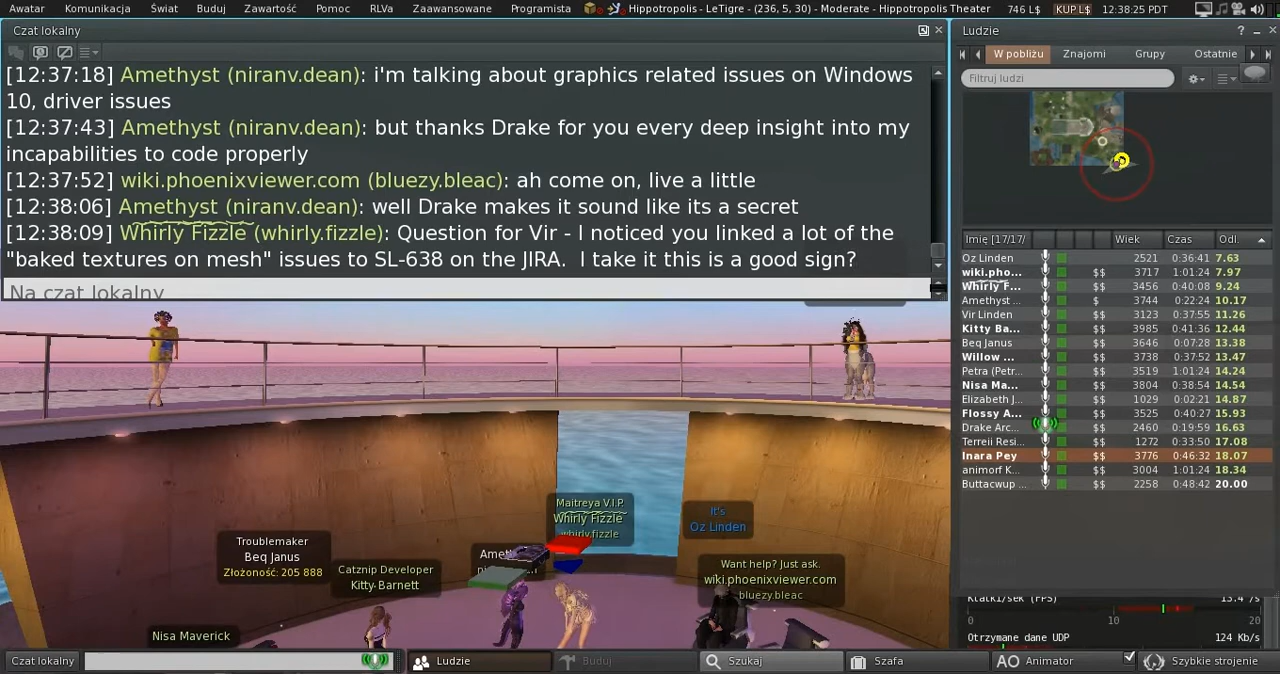 Awatar Komunikacja Świat Buduj Zawartość Pomoc RLVa Zaawansowane Programista Hippotropolis - LeTigre - (236, 5, 30) - Moderate - Hippotropolis Theater 746 L$ KUP L$ 12:38:25 PDT
Czat lokalny
[12:37:18] Amethyst (niranv.dean): i'm talking about graphics related issues on Windows
10, driver issues
[12:37:43] Amethyst (niranv.dean): but thanks Drake for you every deep insight into my
incapabilities to code properly
[12:37:52] wiki.phoenixviewer.com (bluezy.bleac): ah come on, live a little
[12:38:06] Amethyst (niranv.dean): well Drake makes it sound like its a secret
[12:38:09] Whirly Fizzle (whirly.fizzle): Question for Vir - I noticed you linked a lot of the
"baked textures on mesh" issues to SL-638 on the JIRA. I take it this is a good sign?
Na czat lokalny
Ludzie
W pobliżu Znajomi Grupy Ostatnie
Filtruj ludzi
Imię [17/17/ Wiek Czas Odl.
Oz Linden 2521 0:36:41 7.63
wiki.pho... $$ 3717 1:01:24 7.97
Whirly F... $$ 3456 0:40:08 9.24
Amethyst ... $ 3744 0:22:24 10.17
Vir Linden 3123 0:37:55 11.26
Kitty Ba... $$ 3985 0:41:36 12.44
Beq Janus $$ 3646 0:07:28 13.38
Willow ... $$ 3738 0:37:52 13.47
Petra (Petr... $$ 3519 1:01:24 14.24
Nisa Ma... $$ 3804 0:38:54 14.54
Elizabeth J... $$ 1029 0:02:21 14.87
Flossy A... $$ 3525 0:40:27 15.93
Drake Arc... $$ 2460 0:19:59 16.63
Terreii Resi... $$ 1272 0:33:50 17.08
Inara Pey $$ 3776 0:46:32 18.07
animorf K... $$ 3004 1:01:24 18.34
Buttacwup ... $$ 2258 0:48:42 20.00
Maitreya V.I.P.
Whirly Fizzle
whirly.fizzle
It's
Oz Linden
Troublemaker
Beq Janus
Złożoność: 205 888
Catznip Developer
Kitty Barnett
Want help? Just ask.
wiki.phoenixviewer.com
bluezy.bleac
Nisa Maverick
Klatki/sek (FPS) 13.4 /s
0 10 20
Otrzymane dane UDP 124 Kb/s
Czat lokalny Ludzie Buduj Szukaj Szafa AO Animator Szybkie strojenie